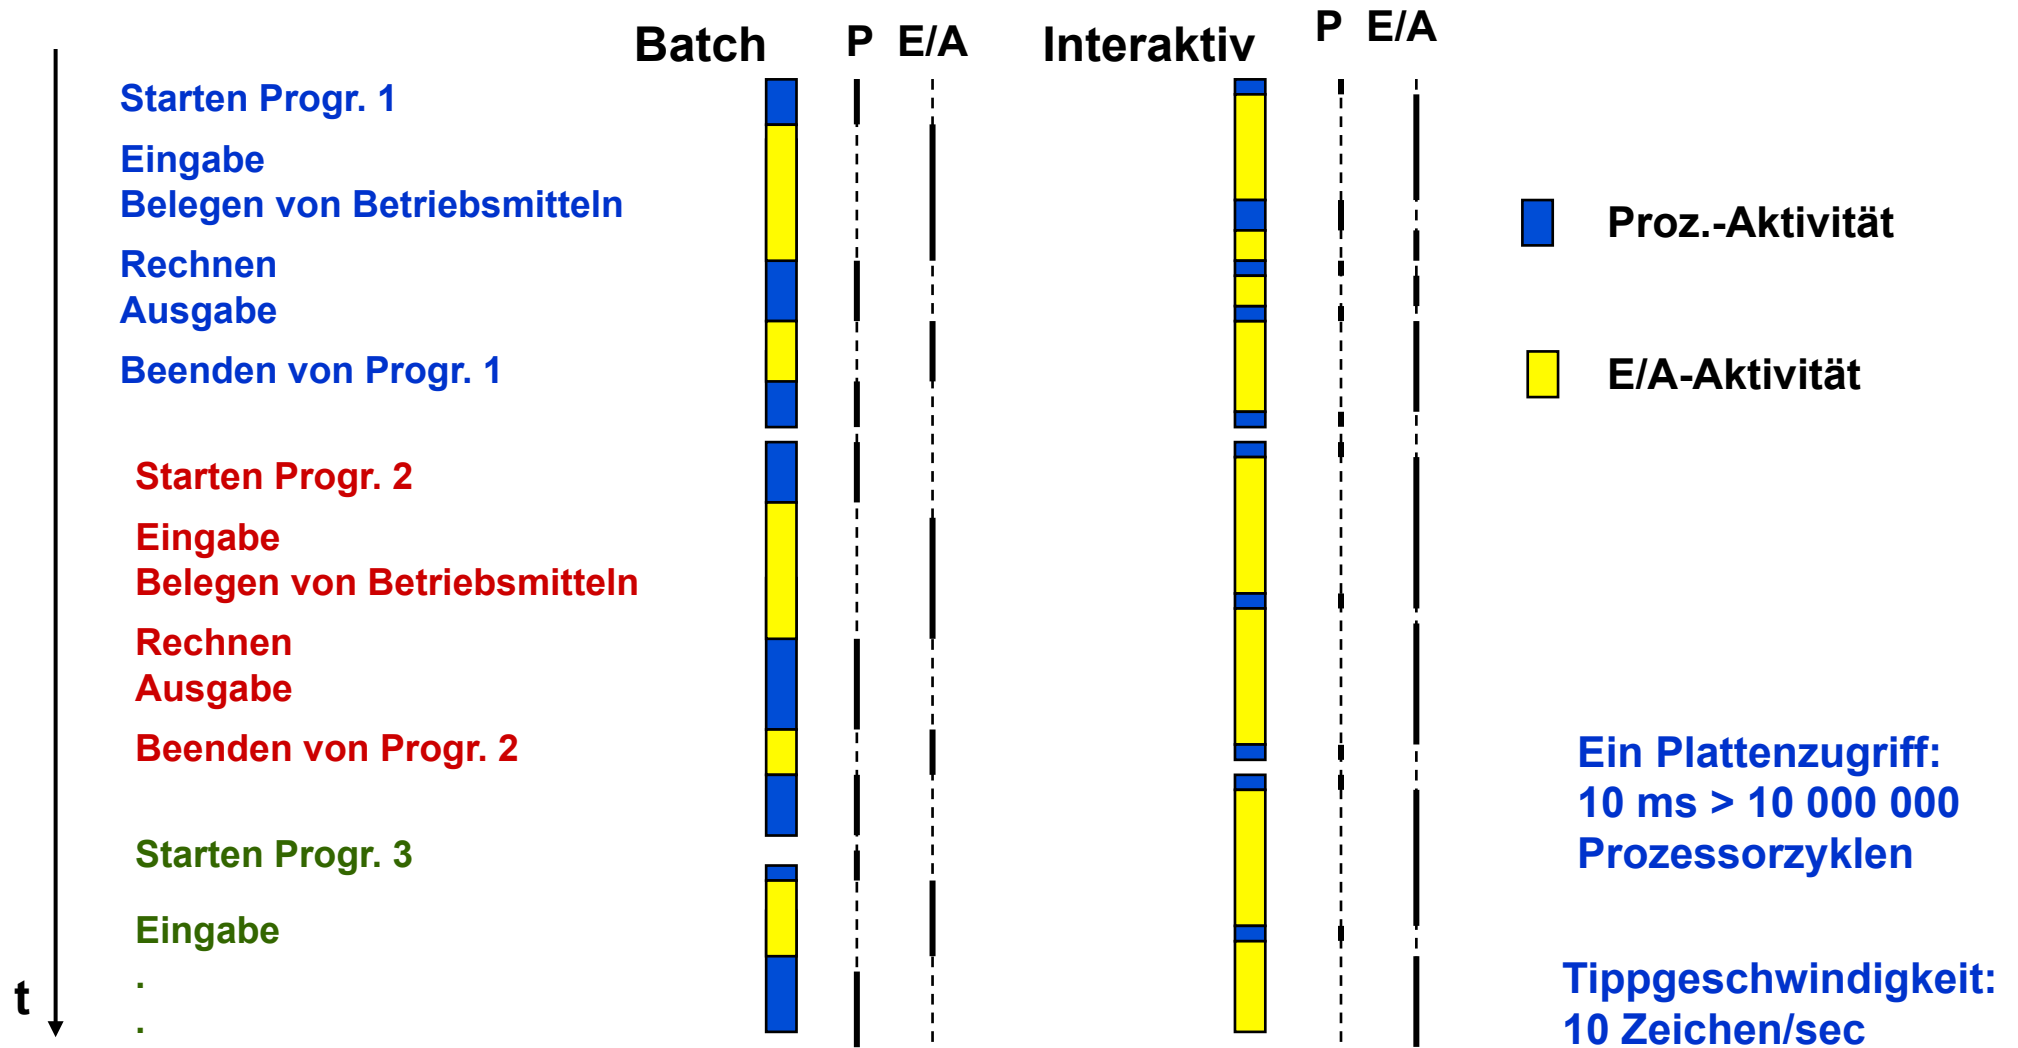 Batch P E/A Interaktiv P E/A
Starten Progr. 1
Eingabe
Belegen von Betriebsmitteln
Rechnen
Ausgabe
Beenden von Progr. 1
Starten Progr. 2
Eingabe
Belegen von Betriebsmitteln
Rechnen
Ausgabe
Beenden von Progr. 2
Starten Progr. 3
Eingabe
.
.
t
Proz.-Aktivität
E/A-Aktivität
Ein Plattenzugriff:
10 ms > 10 000 000
Prozessorzyklen
Tippgeschwindigkeit:
10 Zeichen/sec